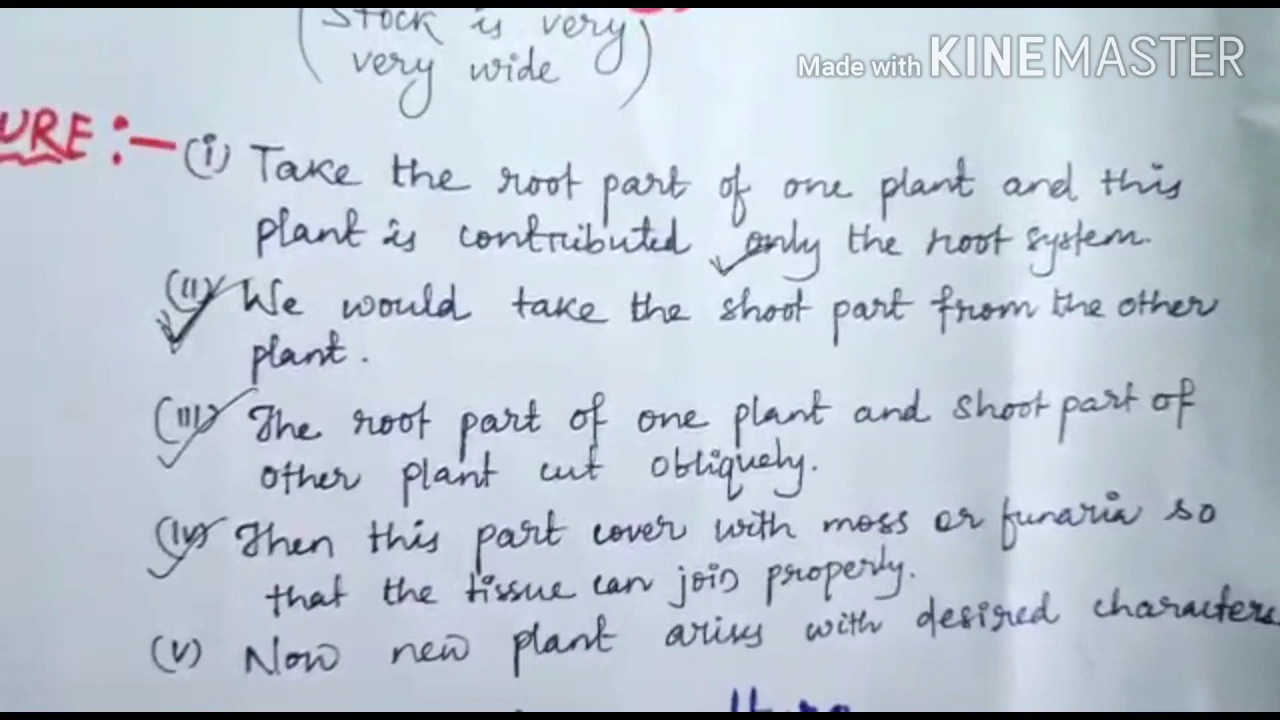 (Stock is very
very wide)
Made with KINEMASTER
URE :-
(i) Take the root part of one plant and this
plant is contributed only the root system.
(ii) We would take the shoot part from the other
plant.
(iii) The root part of one plant and shoot part of
other plant cut obliquely.
(iv) Then this part cover with moss or funaria so
that the tissue can join properly.
(v) Now new plant arises with desired characters